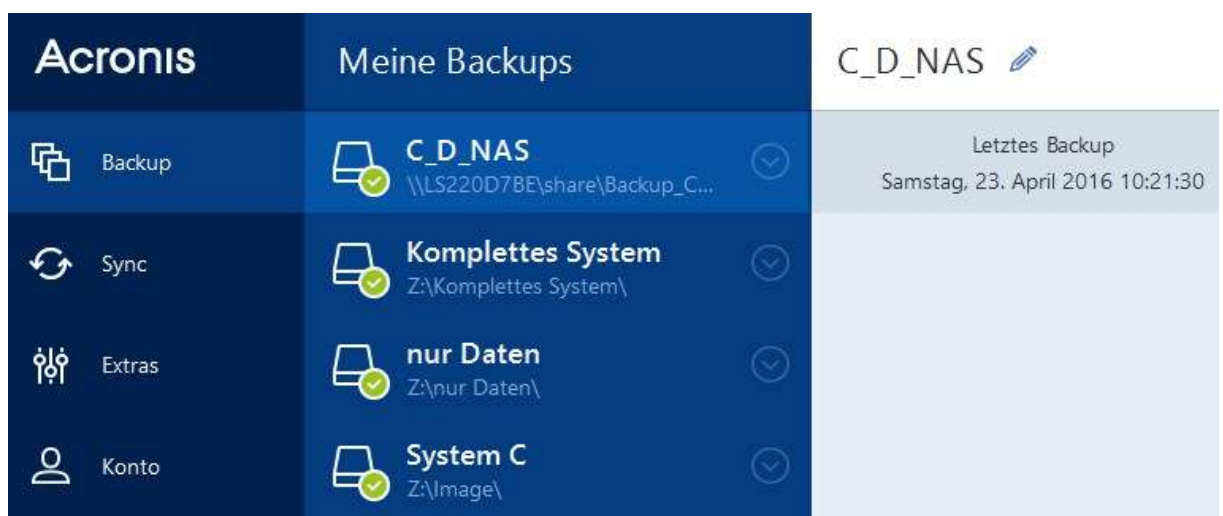 Acronis
Backup
Sync
Extras
Konto
Meine Backups
C_D_NAS
\\LS220D7BE\share\Backup_C...
Komplettes System
Z:\Komplettes System\
nur Daten
Z:\nur Daten\
System C
Z:\Image\
C_D_NAS
Letztes Backup
Samstag, 23. April 2016 10:21:30